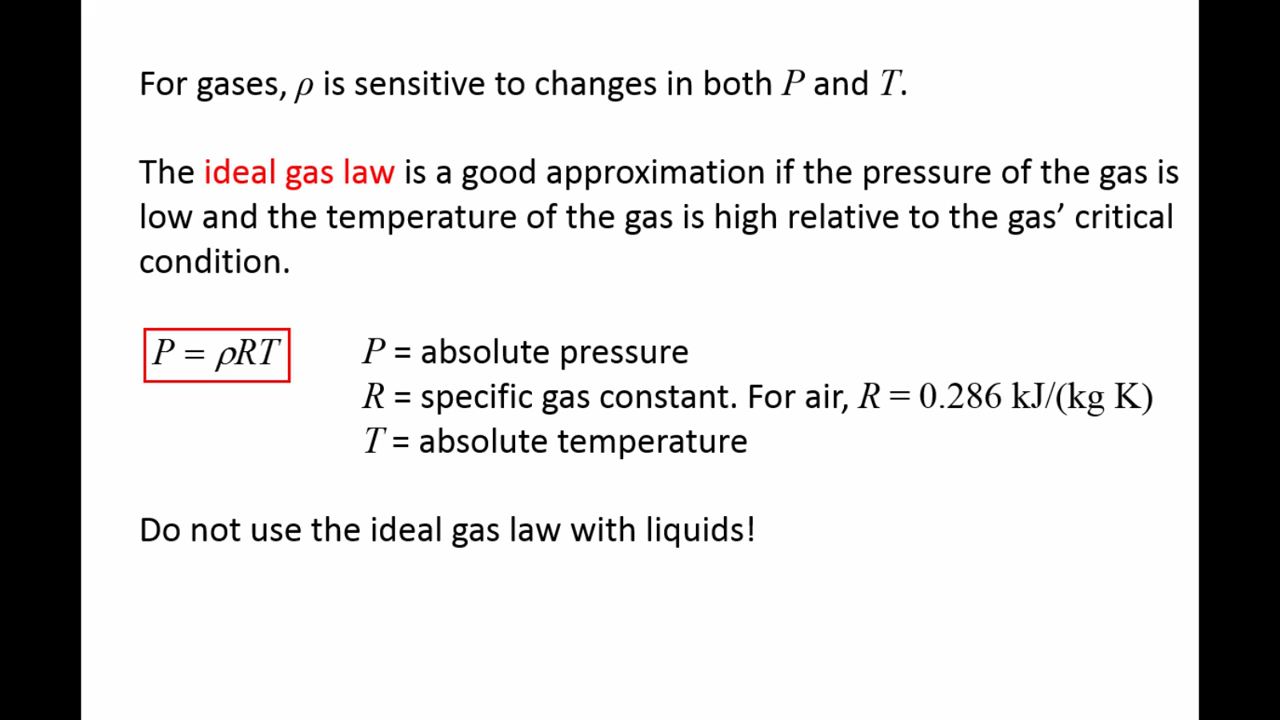 For gases, ρ is sensitive to changes in both P and T.
The ideal gas law is a good approximation if the pressure of the gas is
low and the temperature of the gas is high relative to the gas’ critical
condition.
P = ρRT
P = absolute pressure
R = specific gas constant. For air, R = 0.286 kJ/(kg K)
T = absolute temperature
Do not use the ideal gas law with liquids!